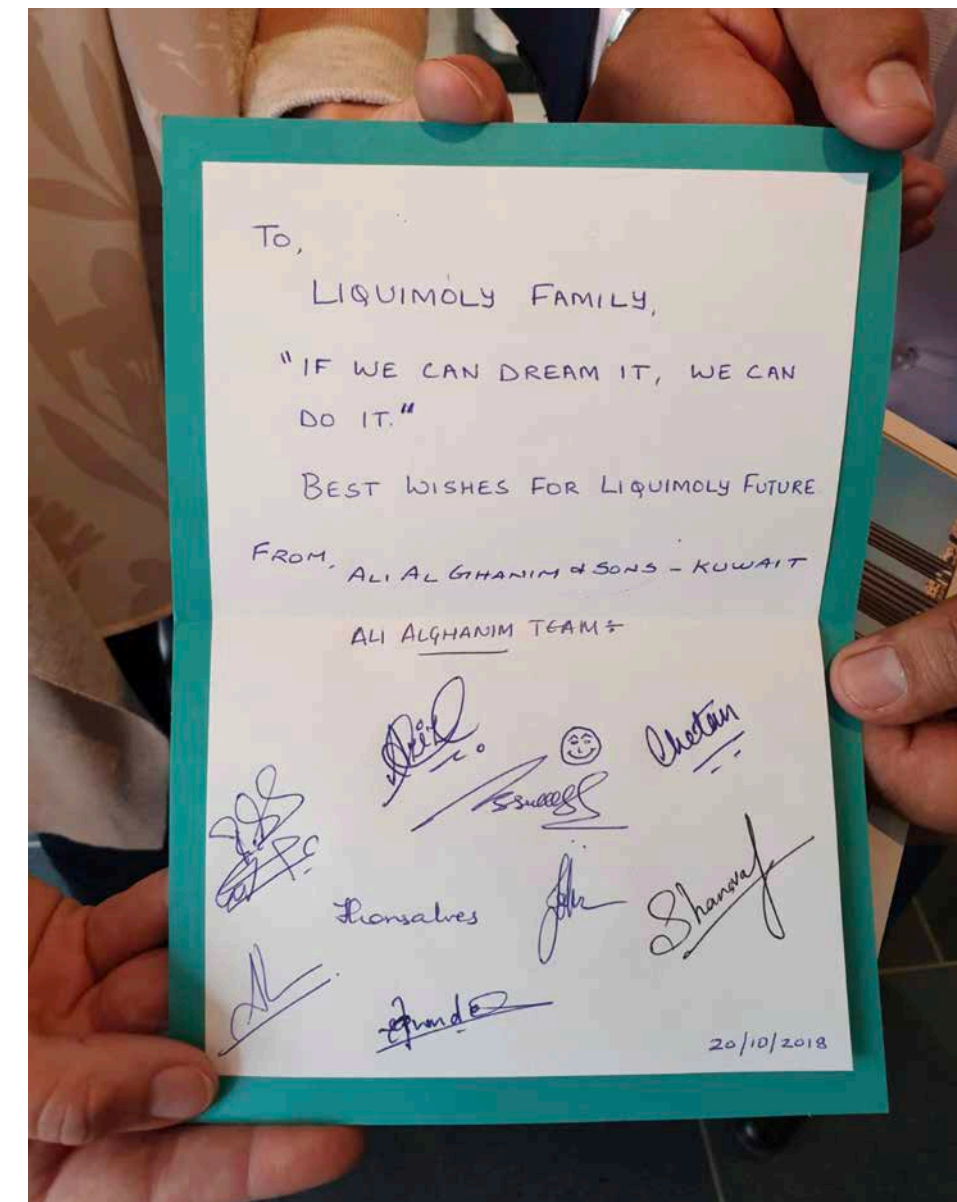 To,
LIQUIMOLY FAMILY,
"IF WE CAN DREAM IT, WE CAN
DO IT."
BEST WISHES FOR LIQUIMOLY FUTURE
FROM,
ALI AL GHANIM & SONS - KUWAIT
ALI ALGHANIM TEAM:
Chetan
Shanavaf
20/10/2018